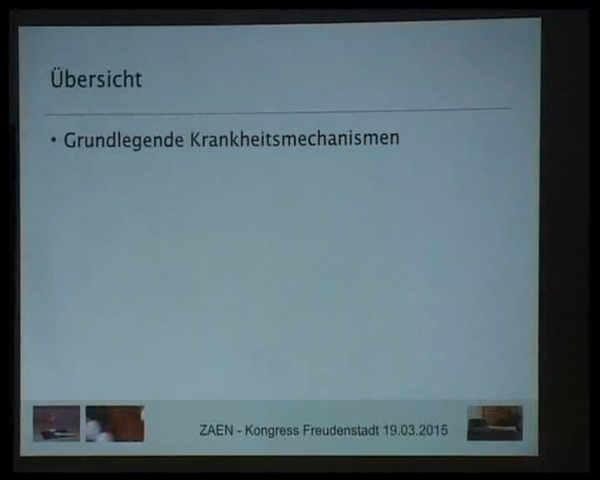 Übersicht
• Grundlegende Krankheitsmechanismen
ZAEN - Kongress Freudenstadt 19.03.2015